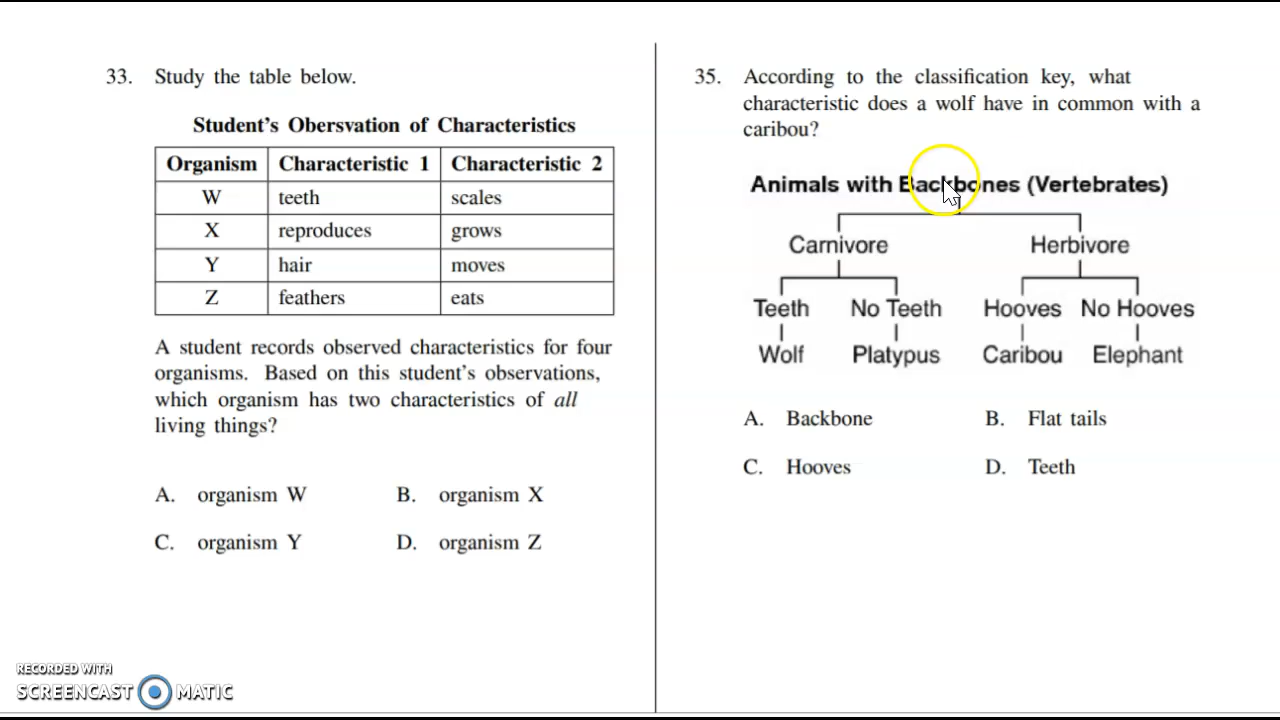 33. Study the table below.
Student's Obersvation of Characteristics
Organism Characteristic 1 Characteristic 2
W teeth scales
X reproduces grows
Y hair moves
Z feathers eats
A student records observed characteristics for four
organisms. Based on this student's observations,
which organism has two characteristics of all
living things?
A. organism W B. organism X
C. organism Y D. organism Z
35. According to the classification key, what
characteristic does a wolf have in common with a
caribou?
Animals with Backbones (Vertebrates)
Carnivore Herbivore
Teeth No Teeth Hooves No Hooves
Wolf Platypus Caribou Elephant
A. Backbone B. Flat tails
C. Hooves D. Teeth
RECORDED WITH
SCREENCAST MATIC